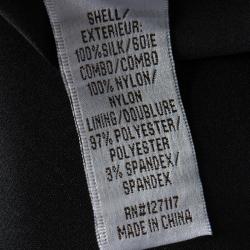 SHELL/
EXTERIEUR:
100% SILK/SOIE
COMBO/COMBO
100% NYLON/
NYLON
LINING/DOUBLURE
97% POLYESTER/
POLYESTER
3% SPANDEX/
SPANDEX
RN#127117
MADE IN CHINA